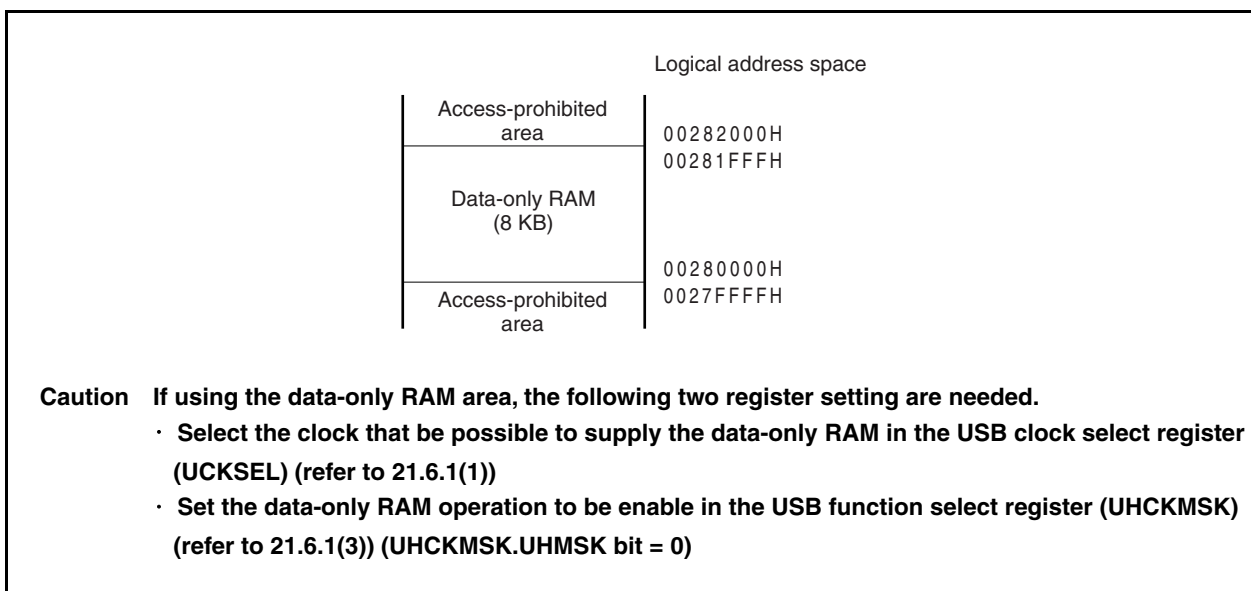 Logical address space
Access-prohibited
area
00282000H
00281FFFH
Data-only RAM
(8 KB)
00280000H
0027FFFFH
Access-prohibited
area
Caution If using the data-only RAM area, the following two register setting are needed.
· Select the clock that be possible to supply the data-only RAM in the USB clock select register
(UCKSEL) (refer to 21.6.1(1))
· Set the data-only RAM operation to be enable in the USB function select register (UHCKMSK)
(refer to 21.6.1(3)) (UHCKMSK.UHMSK bit = 0)